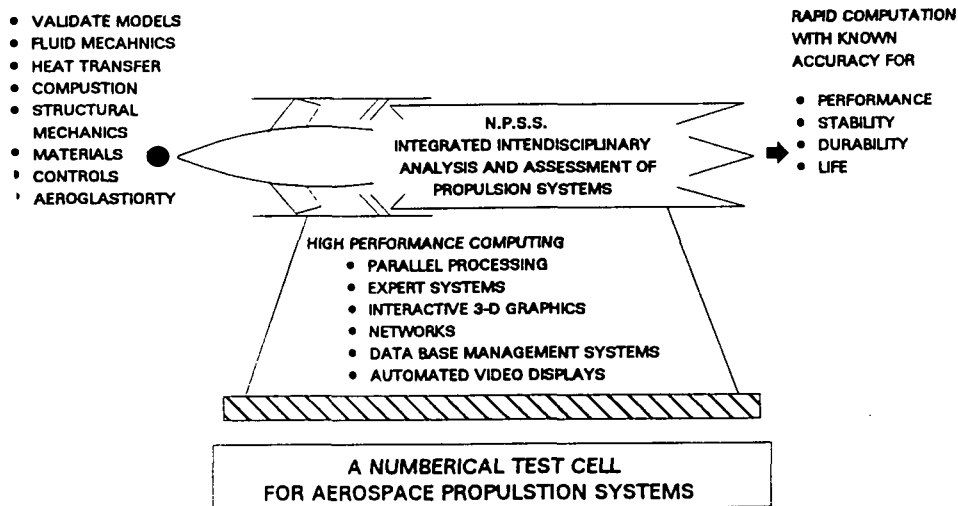 • VALIDATE MODELS
• FLUID MECAHNICS
• HEAT TRANSFER
• COMPUSTION
• STRUCTURAL
MECHANICS
• MATERIALS
• CONTROLS
• AEROGLASTIORTY
N.P.S.S.
INTEGRATED INTENDISCIPLINARY
ANALYSIS AND ASSESSMENT OF
PROPULSION SYSTEMS
RAPID COMPUTATION
WITH KNOWN
ACCURACY FOR
• PERFORMANCE
• STABILITY
• DURABILITY
• LIFE
HIGH PERFORMANCE COMPUTING
• PARALLEL PROCESSING
• EXPERT SYSTEMS
• INTERACTIVE 3-D GRAPHICS
• NETWORKS
• DATA BASE MANAGEMENT SYSTEMS
• AUTOMATED VIDEO DISPLAYS
A NUMBERICAL TEST CELL
FOR AEROSPACE PROPULSTION SYSTEMS